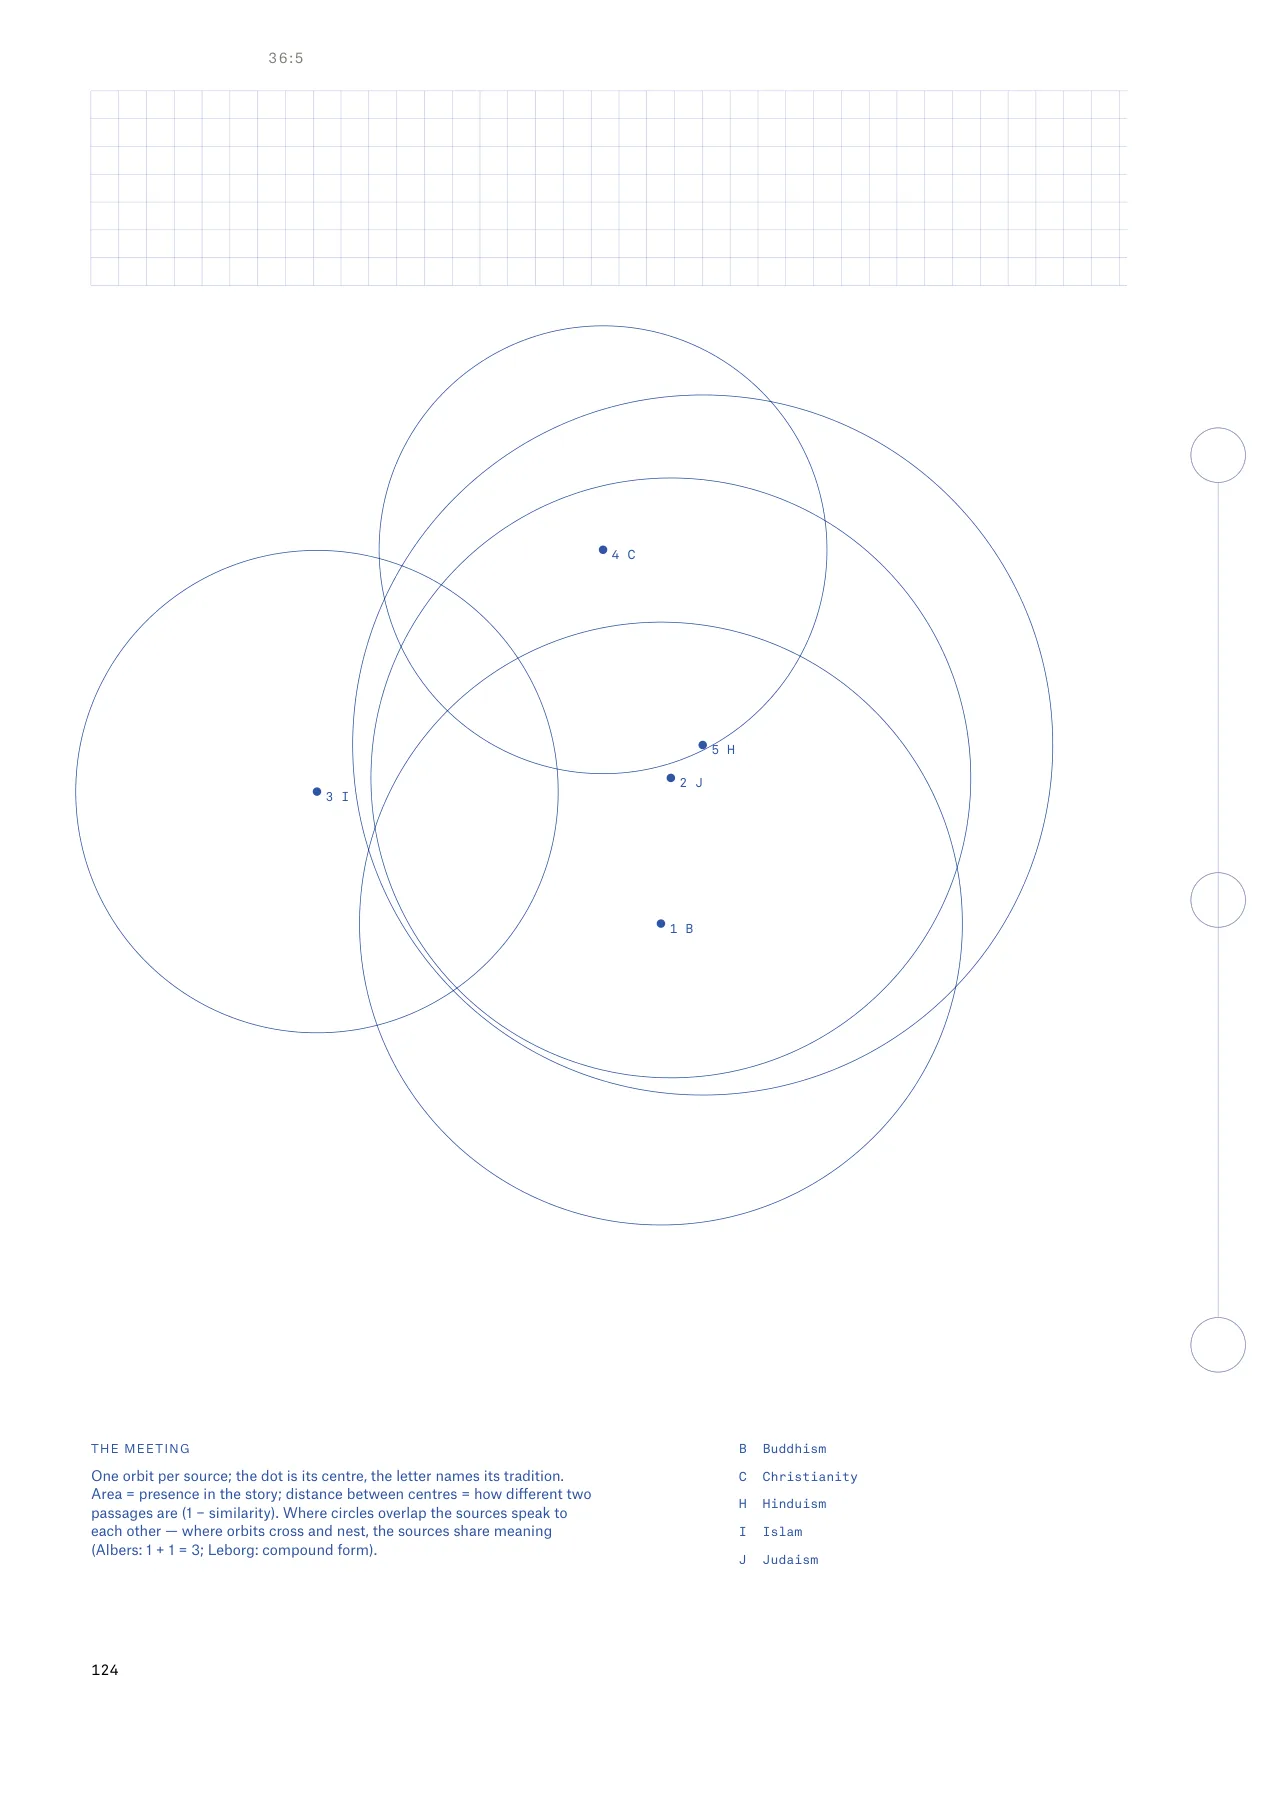 36:5
4 C
5 H
2 J
3 I
1 B
THE MEETING
One orbit per source; the dot is its centre, the letter names its tradition.
Area = presence in the story; distance between centres = how different two
passages are (1 − similarity). Where circles overlap the sources speak to
each other — where orbits cross and nest, the sources share meaning
(Albers: 1 + 1 = 3; Leborg: compound form).
B Buddhism
C Christianity
H Hinduism
I Islam
J Judaism
124